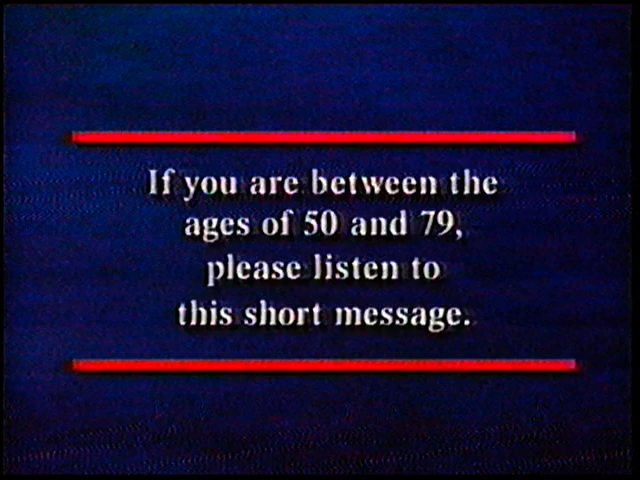 If you are between the
ages of 50 and 79,
please listen to
this short message.